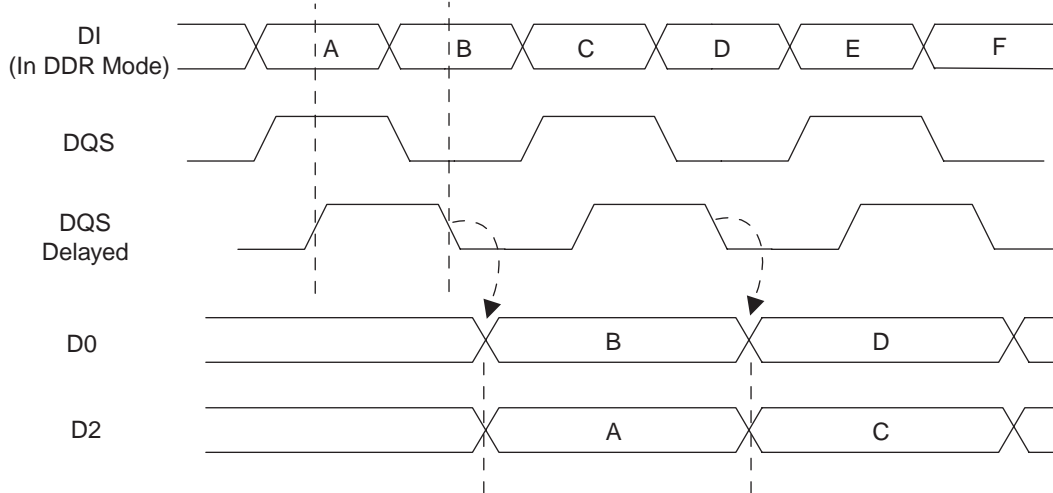 DI
(In DDR Mode)
A B C D E F
DQS
DQS
Delayed
D0
B D
D2
A C